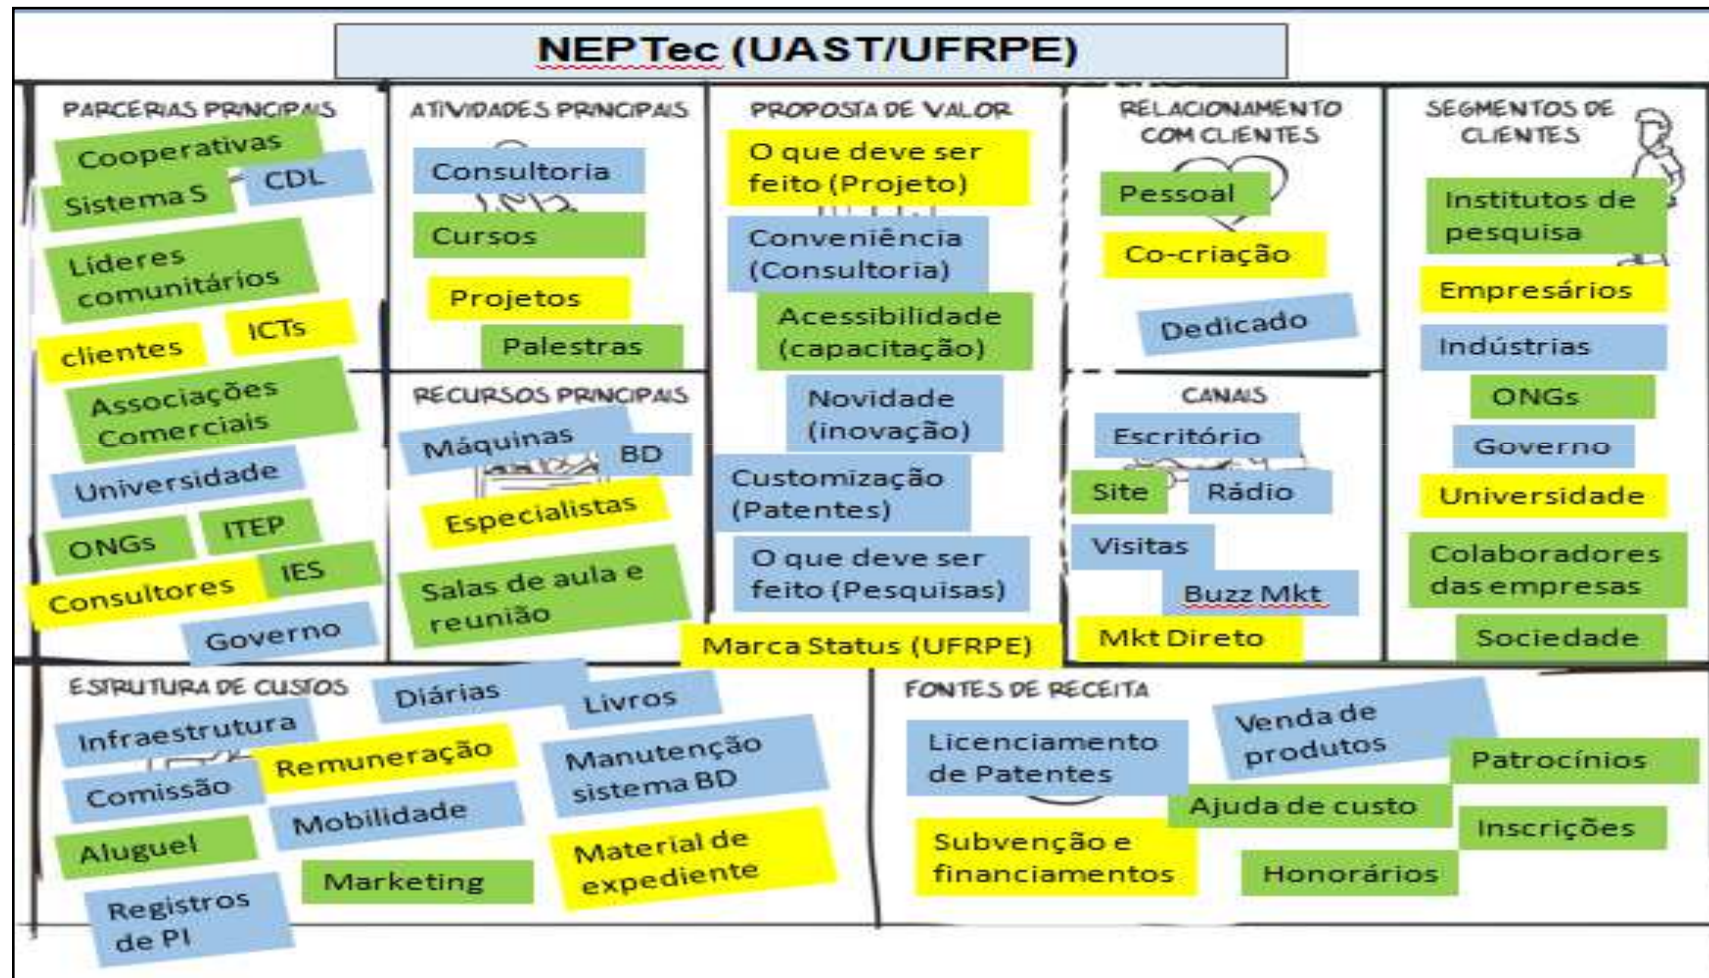 NEPTec (UAST/UFRPE)
PARCERIAS PRINCIPAIS
Cooperativas
Sistema S
CDL
Líderes
comunitários
clientes
ICTs
Associações
Comerciais
Universidade
ONGs
ITEP
Consultores
IES
Governo
ATIVIDADES PRINCIPAIS
Consultoria
Cursos
Projetos
Palestras
RECURSOS PRINCIPAIS
Máquinas
BD
Especialistas
Salas de aula e
reunião
PROPOSTA DE VALOR
O que deve ser
feito (Projeto)
Conveniência
(Consultoria)
Acessibilidade
(capacitação)
Novidade
(inovação)
Customização
(Patentes)
O que deve ser
feito (Pesquisas)
Marca Status (UFRPE)
RELACIONAMENTO
COM CLIENTES
Pessoal
Co-criação
Dedicado
CANAIS
Escritório
Site
Rádio
Visitas
Buzz Mkt
Mkt Direto
SEGMENTOS DE
CLIENTES
Institutos de
pesquisa
Empresários
Indústrias
ONGs
Governo
Universidade
Colaboradores
das empresas
Sociedade
ESTRUTURA DE CUSTOS
Diárias
Livros
Infraestrutura
Remuneração
Manutenção
sistema BD
Comissão
Mobilidade
Aluguel
Marketing
Material de
expediente
Registros
de PI
FONTES DE RECEITA
Licenciamento
de Patentes
Venda de
produtos
Patrocínios
Ajuda de custo
Inscrições
Subvenção e
financiamentos
Honorários